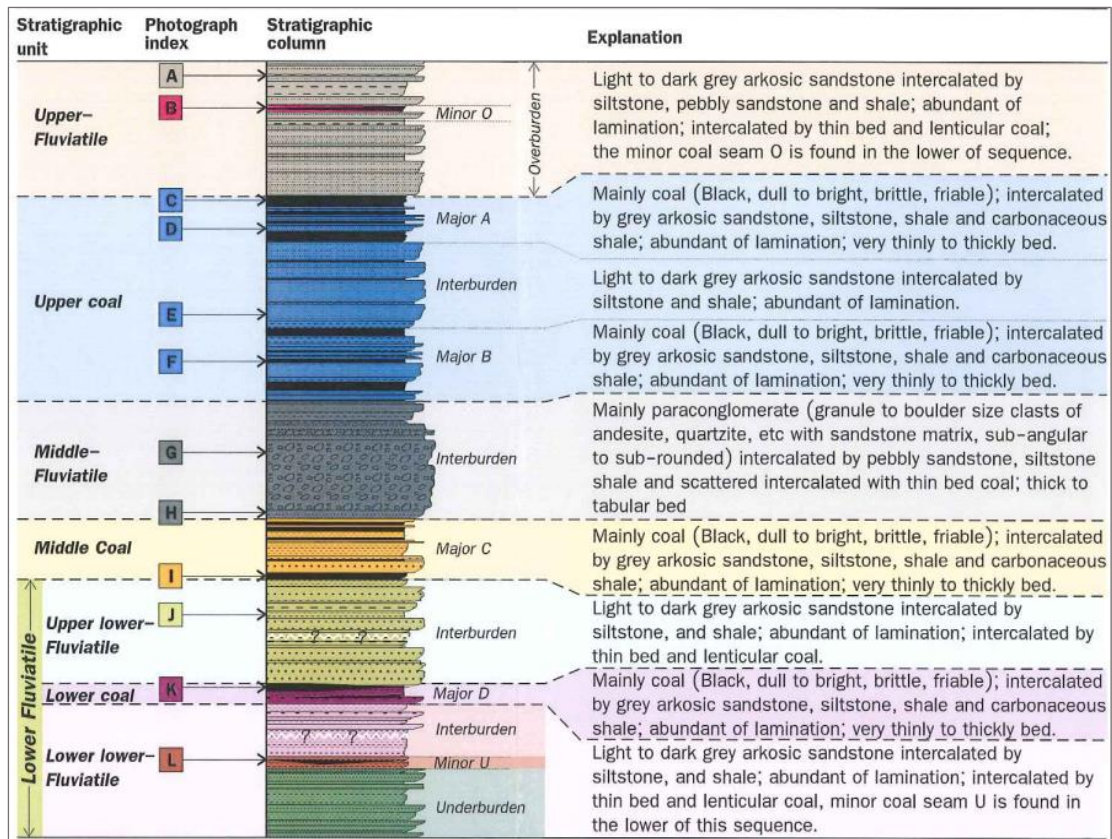 Stratigraphic unit
Photograph index
Stratigraphic column
Explanation
Upper-Fluviatile
A
B
Minor O
Overburden
Light to dark grey arkosic sandstone intercalated by
siltstone, pebbly sandstone and shale; abundant of
lamination; intercalated by thin bed and lenticular coal;
the minor coal seam O is found in the lower of sequence.
Upper coal
C
D
Major A
Mainly coal (Black, dull to bright, brittle, friable); intercalated
by grey arkosic sandstone, siltstone, shale and carbonaceous
shale; abundant of lamination; very thinly to thickly bed.
Interburden
Light to dark grey arkosic sandstone intercalated by
siltstone and shale; abundant of lamination.
E
F
Major B
Mainly coal (Black, dull to bright, brittle, friable); intercalated
by grey arkosic sandstone, siltstone, shale and carbonaceous
shale; abundant of lamination; very thinly to thickly bed.
Middle-Fluviatile
G
H
Interburden
Mainly paraconglomerate (granule to boulder size clasts of
andesite, quartzite, etc with sandstone matrix, sub-angular
to sub-rounded) intercalated by pebbly sandstone, siltstone
shale and scattered intercalated with thin bed coal; thick to
tabular bed
Middle Coal
I
Major C
Mainly coal (Black, dull to bright, brittle, friable); intercalated
by grey arkosic sandstone, siltstone, shale and carbonaceous
shale; abundant of lamination; very thinly to thickly bed.
Lower Fluviatile
Upper lower-Fluviatile
J
? ?
Interburden
Light to dark grey arkosic sandstone intercalated by
siltstone, and shale; abundant of lamination; intercalated by
thin bed and lenticular coal.
Lower coal
K
Major D
Mainly coal (Black, dull to bright, brittle, friable); intercalated
by grey arkosic sandstone, siltstone, shale and carbonaceous
shale; abundant of lamination; very thinly to thickly bed.
Lower lower-Fluviatile
? ?
Interburden
L
Minor U
Underburden
Light to dark grey arkosic sandstone intercalated by
siltstone, and shale; abundant of lamination; intercalated by
thin bed and lenticular coal, minor coal seam U is found in
the lower of this sequence.